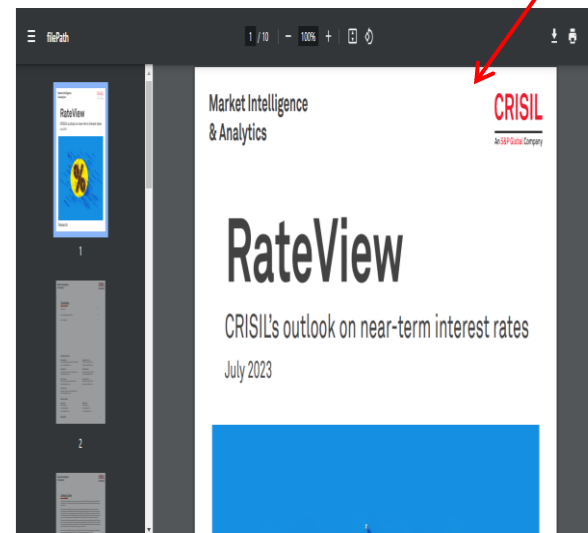 filePath
1 / 10
100%
Market Intelligence
& Analytics
CRISIL
An S&P Global Company
RateView
CRISIL's outlook on near-term interest rates
July 2023
RateView
%
1
2